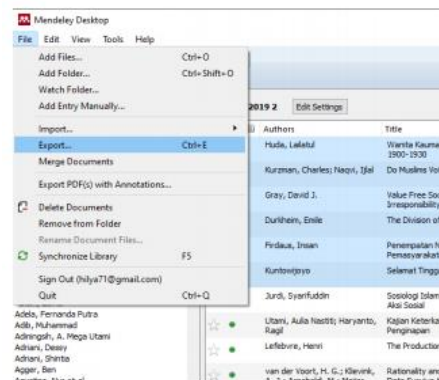 Mendeley Desktop
File Edit View Tools Help
Add Files... Ctrl+O
Add Folder... Ctrl+Shift+O
Watch Folder...
Add Entry Manually...
Import...
Export... Ctrl+E
Merge Documents
Export PDF(s) with Annotations...
Delete Documents
Remove from Folder
Rename Document Files...
Synchronize Library F5
Sign Out (hilya71@gmail.com)
Quit Ctrl+Q
Adela, Fernanda Putra
Adib, Muhammad
Adiningsih, A. Mega Utami
Adriani, Dessy
Adriani, Shintia
Agger, Ben
2019 2 Edit Settings
Authors Title
Huda, Lailatul Wanita Kauma
1900-1930
Kurzman, Charles; Naqvi, Ijlal Do Muslims Vo
Gray, David J. Value Free Soc
Irresponsibility
Durkheim, Emile The Division of
Firdaus, Insan Penempatan N
Pemasyarakat
Kuntowijoyo Selamat Tingg
Jurdi, Syarifuddin Sosiologi Islam
Aksi Sosial
Utami, Aulia Nastiti; Haryanto, Ragil Kajian Keterka
Penginapan
Lefebvre, Henri The Production
van der Voort, H. G.; Klievink, Rationality an